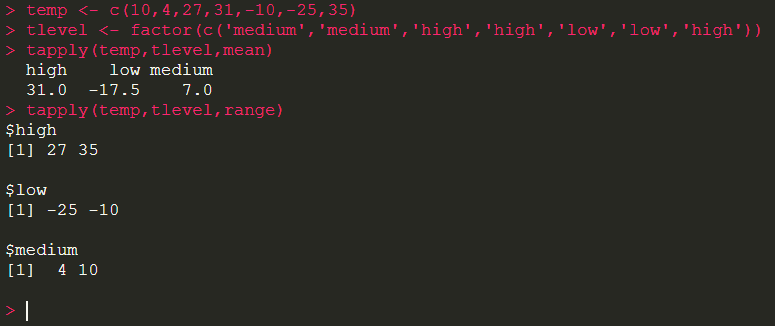 > temp <- c(10,4,27,31,-10,-25,35)
> tlevel <- factor(c('medium','medium','high','high','low','low','high'))
> tapply(temp,tlevel,mean)
  high    low medium
  31.0  -17.5    7.0
> tapply(temp,tlevel,range)
$high
[1] 27 35
$low
[1] -25 -10
$medium
[1]  4 10
>